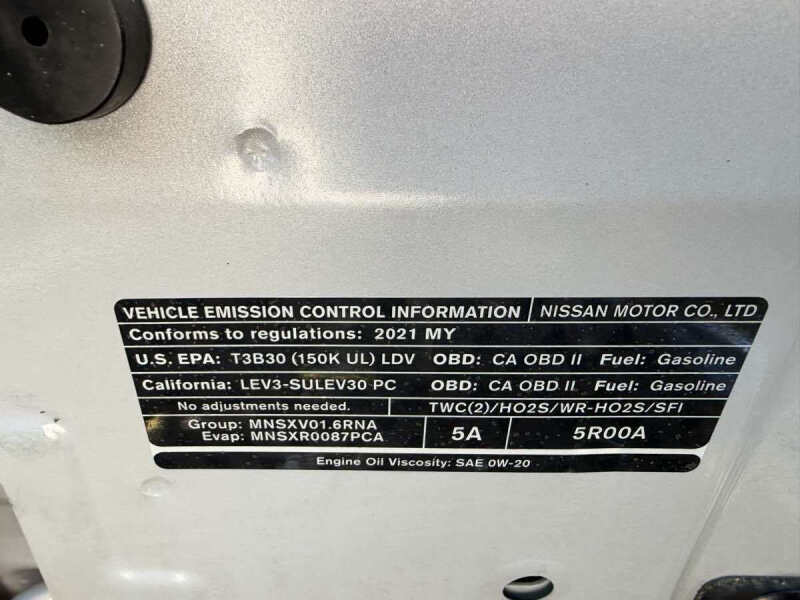 VEHICLE EMISSION CONTROL INFORMATION NISSAN MOTOR CO., LTD
Conforms to regulations: 2021 MY
U.S. EPA: T3B30 (150K UL) LDV OBD: CA OBD II Fuel: Gasoline
California: LEV3-SULEV30 PC OBD: CA OBD II Fuel: Gasoline
No adjustments needed. TWC(2)/HO2S/WR-HO2S/SFI
Group: MNSXV01.6RNA
Evap: MNSXR0087PCA
5A 5R00A
Engine Oil Viscosity: SAE 0W-20